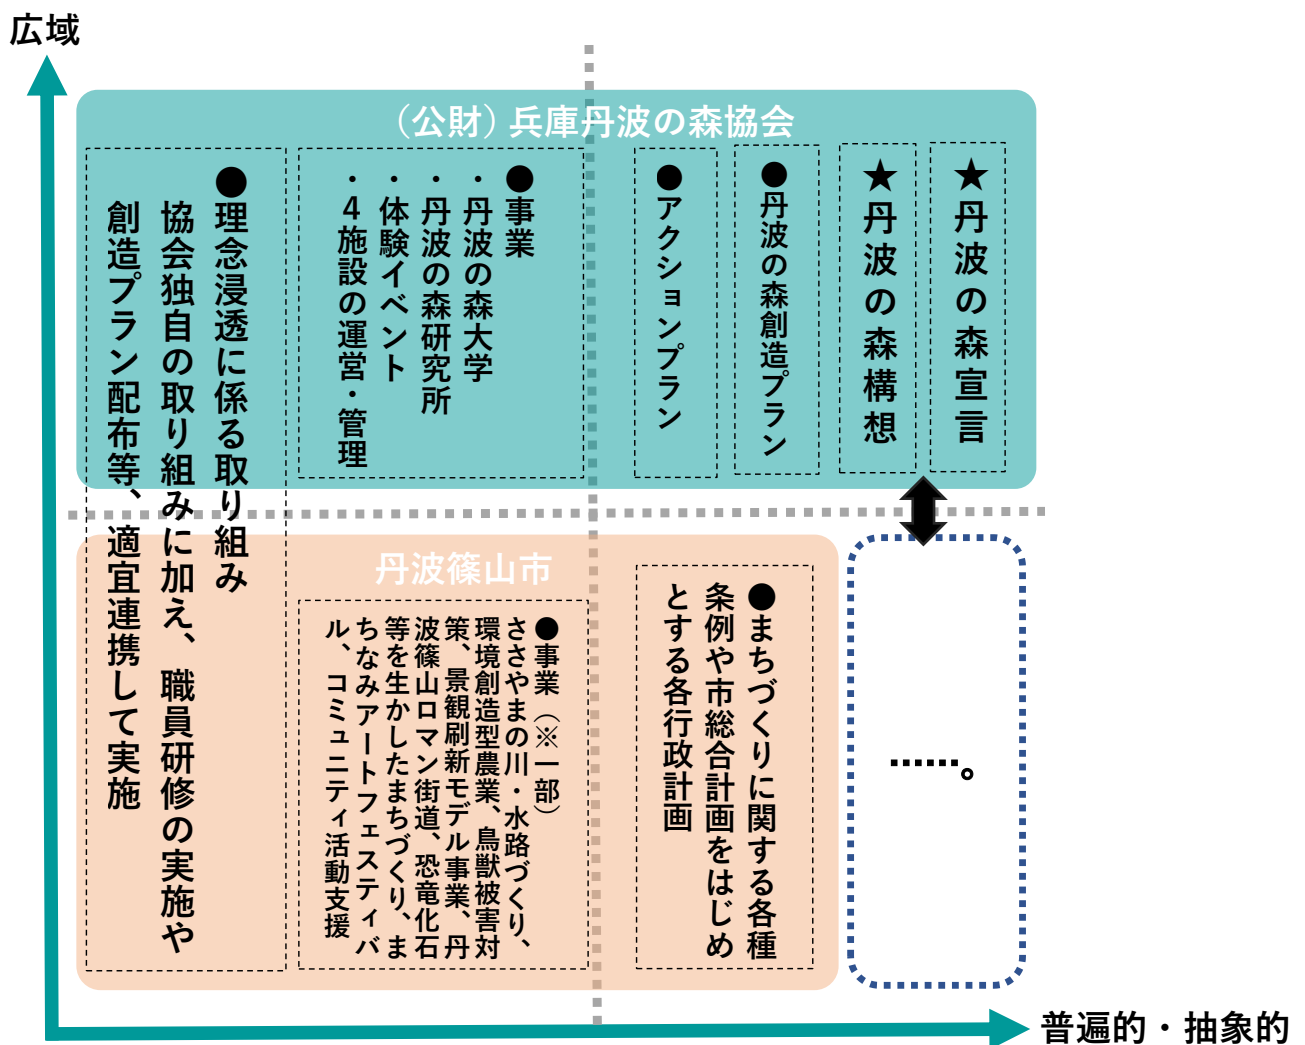 広域
（公財）兵庫丹波の森協会
★丹波の森宣言
★丹波の森構想
●丹波の森創造プラン
●アクションプラン
●事業
・丹波の森大学
・丹波の森研究所
・体験イベント
・４施設の運営・管理
●理念浸透に係る取り組み
協会独自の取り組みに加え、職員研修の実施や
創造プラン配布等、適宜連携して実施
丹波篠山市
●まちづくりに関する各種
条例や市総合計画をはじめ
とする各行政計画
●事業（※一部）
ささやまの川・水路づくり、
環境創造型農業、鳥獣被害対
策、景観刷新モデル事業、丹
波篠山ロマン街道、恐竜化石
等を生かしたまちづくり、ま
ちなみアートフェスティバ
ル、コミュニティ活動支援
……。
普遍的・抽象的